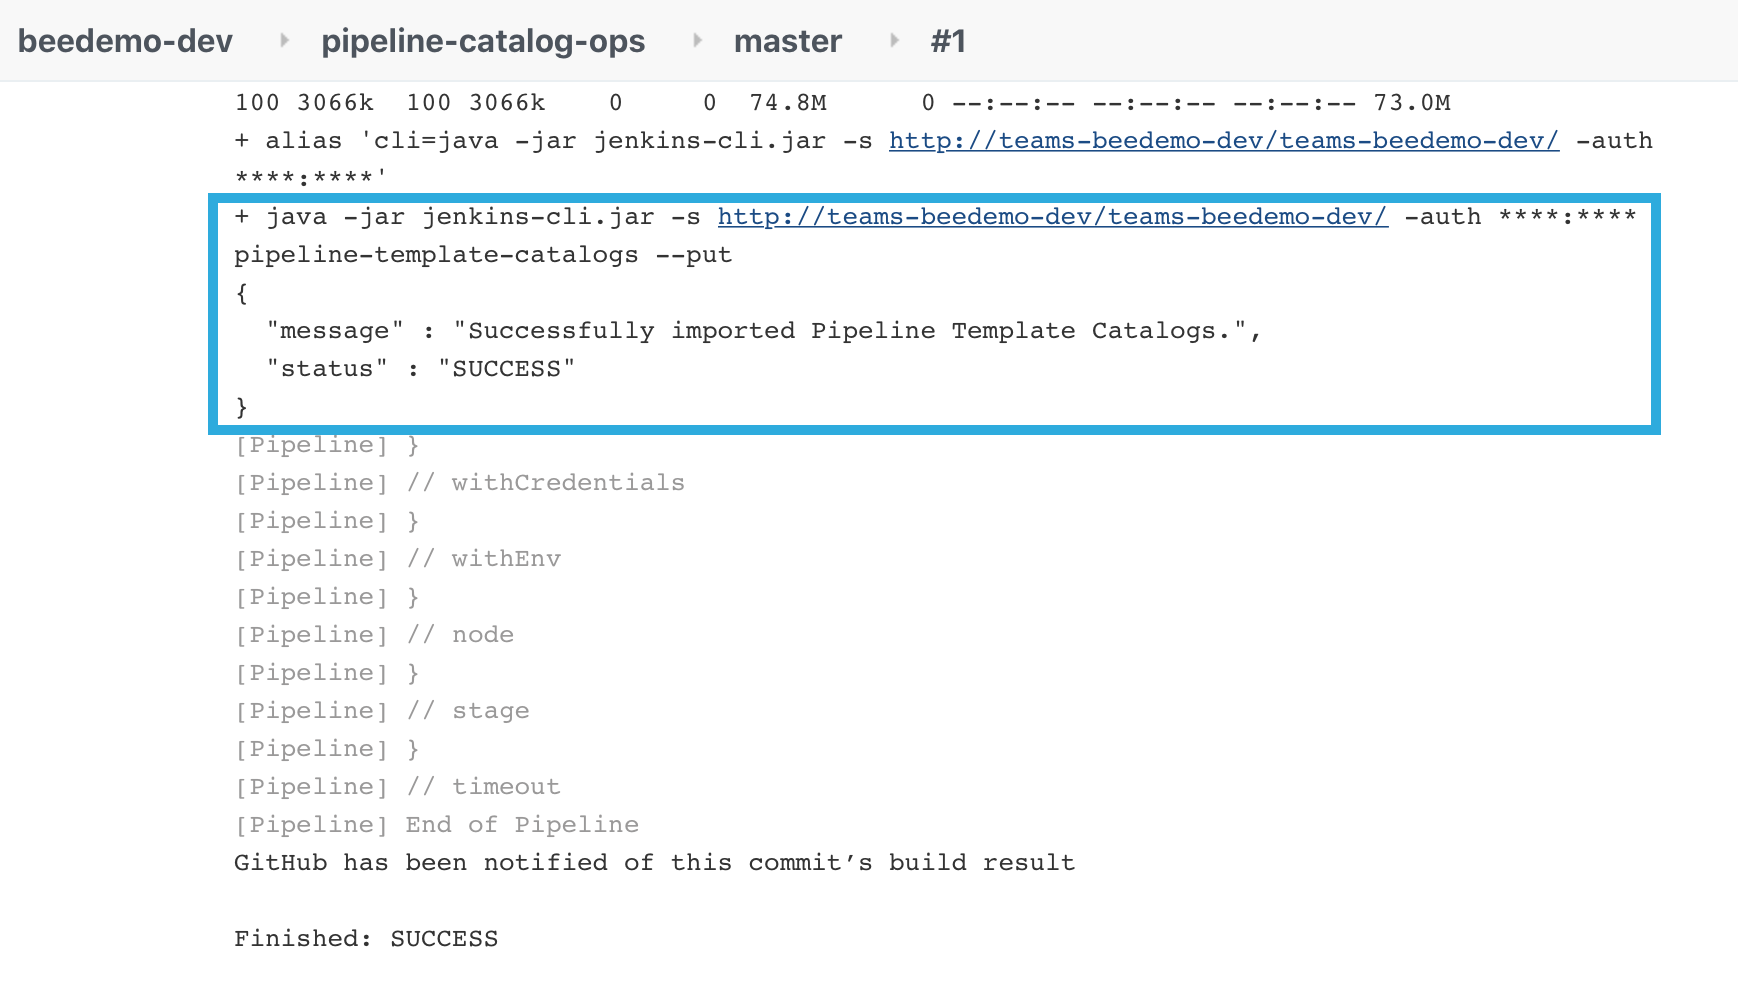 beedemo-dev pipeline-catalog-ops master #1
100 3066k  100 3066k    0     0  74.8M      0 --:--:-- --:--:-- --:--:-- 73.0M
+ alias 'cli=java -jar jenkins-cli.jar -s http://teams-beedemo-dev/teams-beedemo-dev/ -auth
****:****'
+ java -jar jenkins-cli.jar -s http://teams-beedemo-dev/teams-beedemo-dev/ -auth ****:****
pipeline-template-catalogs --put
{
  "message" : "Successfully imported Pipeline Template Catalogs.",
  "status" : "SUCCESS"
}
[Pipeline] }
[Pipeline] // withCredentials
[Pipeline] }
[Pipeline] // withEnv
[Pipeline] }
[Pipeline] // node
[Pipeline] }
[Pipeline] // stage
[Pipeline] }
[Pipeline] // timeout
[Pipeline] End of Pipeline
GitHub has been notified of this commit’s build result
Finished: SUCCESS